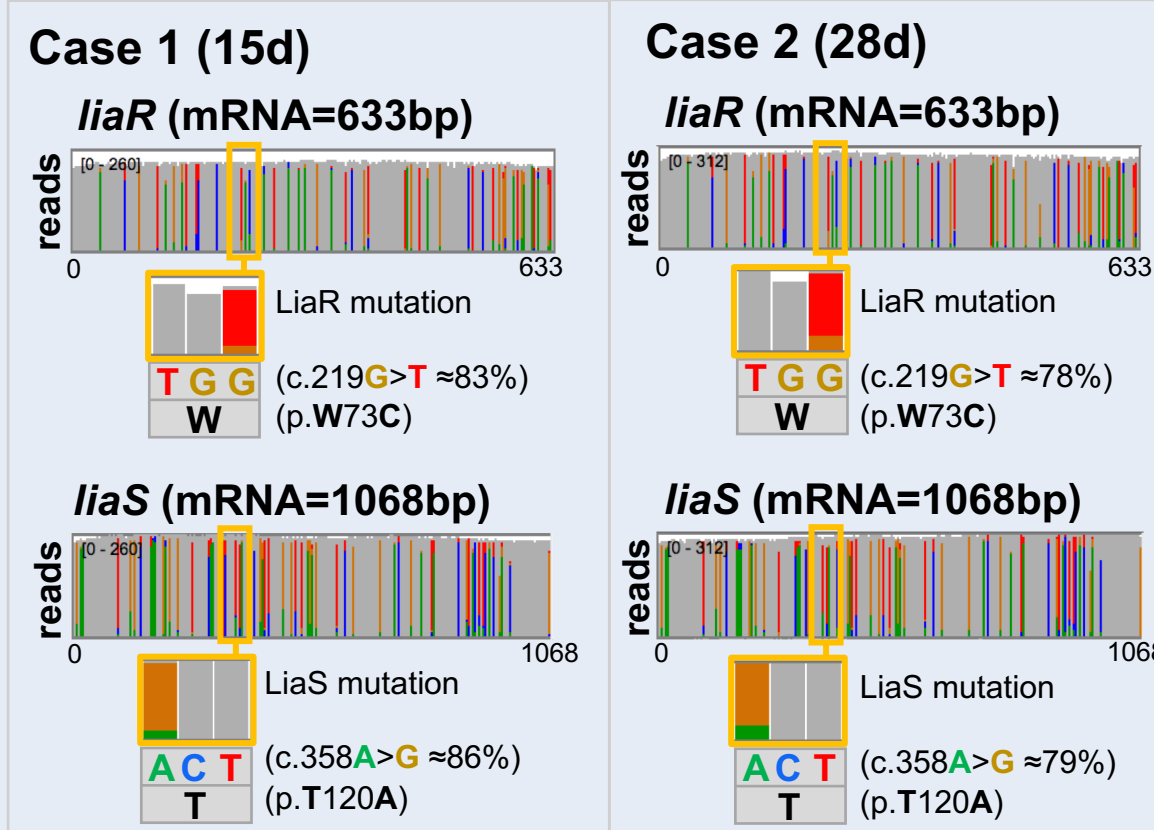 Case 1 (15d)
liaR (mRNA=633bp)
reads
[0 - 260]
0
633
LiaR mutation
T G G
W
(c.219G>T ≈83%)
(p.W73C)
liaS (mRNA=1068bp)
reads
[0 - 260]
0
1068
LiaS mutation
A C T
T
(c.358A>G ≈86%)
(p.T120A)
Case 2 (28d)
liaR (mRNA=633bp)
reads
[0 - 312]
0
633
LiaR mutation
T G G
W
(c.219G>T ≈78%)
(p.W73C)
liaS (mRNA=1068bp)
reads
[0 - 312]
0
1068
LiaS mutation
A C T
T
(c.358A>G ≈79%)
(p.T120A)